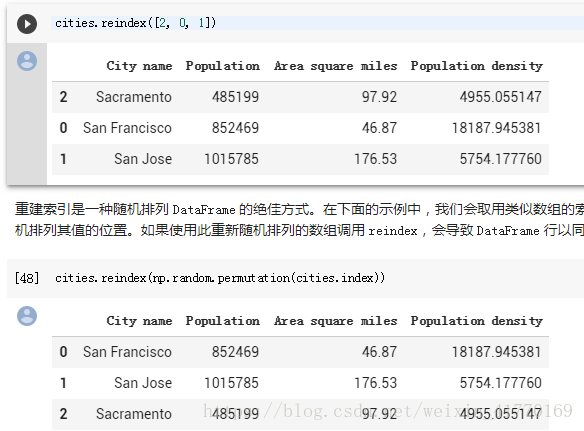 cities.reindex([2, 0, 1])
City name Population Area square miles Population density
2 Sacramento 485199 97.92 4955.055147
0 San Francisco 852469 46.87 18187.945381
1 San Jose 1015785 176.53 5754.177760
重建索引是一种随机排列 DataFrame 的绝佳方式。在下面的示例中，我们会取用类似数组的索
机排列其值的位置。如果使用此重新随机排列的数组调用 reindex，会导致 DataFrame 行以同
[48] cities.reindex(np.random.permutation(cities.index))
City name Population Area square miles Population density
0 San Francisco 852469 46.87 18187.945381
1 San Jose 1015785 176.53 5754.177760
2 Sacramento 485199 97.92 4955.055147